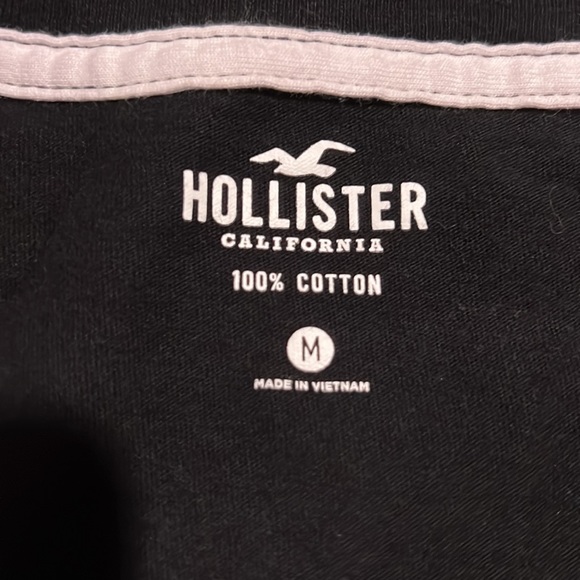 HOLLISTER
CALIFORNIA
100% COTTON
M
MADE IN VIETNAM